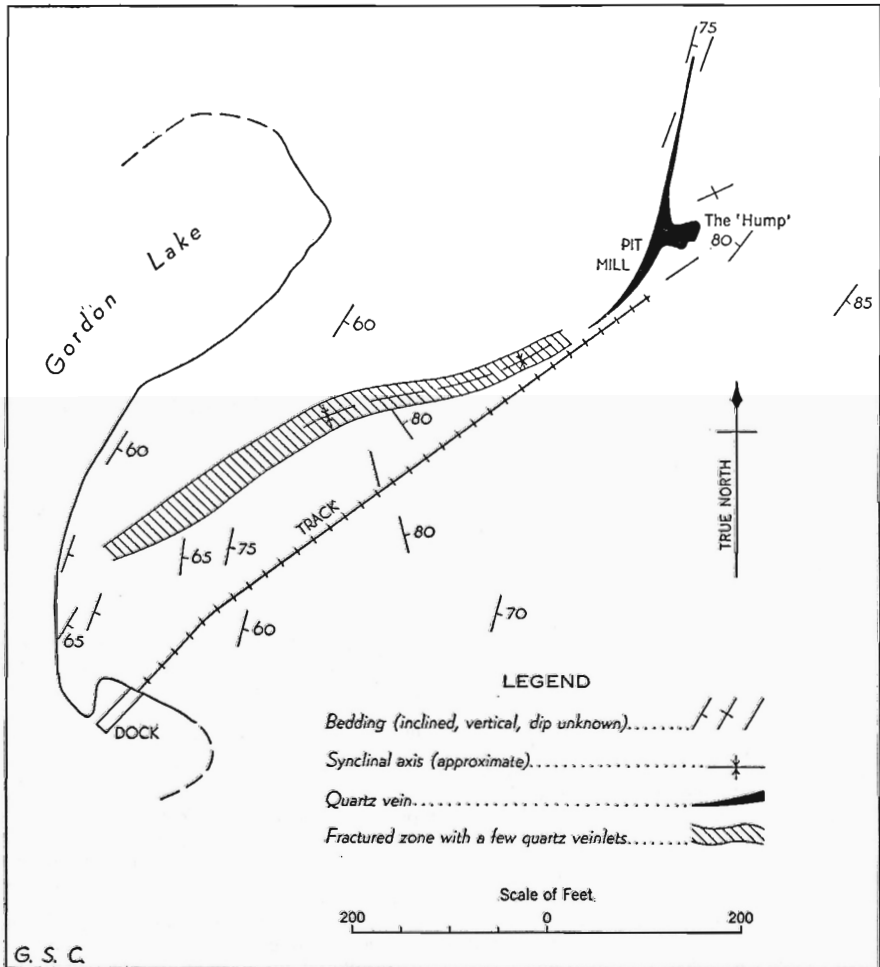 75
The 'Hump'
80
PIT
MILL
85
Gordon Lake
60
60
80
TRACK
80
65
75
65
60
70
TRUE NORTH
DOCK
LEGEND
Bedding (inclined, vertical, dip unknown)......
Synclinal axis (approximate)......................
Quartz vein......................................
Fractured zone with a few quartz veinlets......
Scale of Feet
200 0 200
G. S. C.